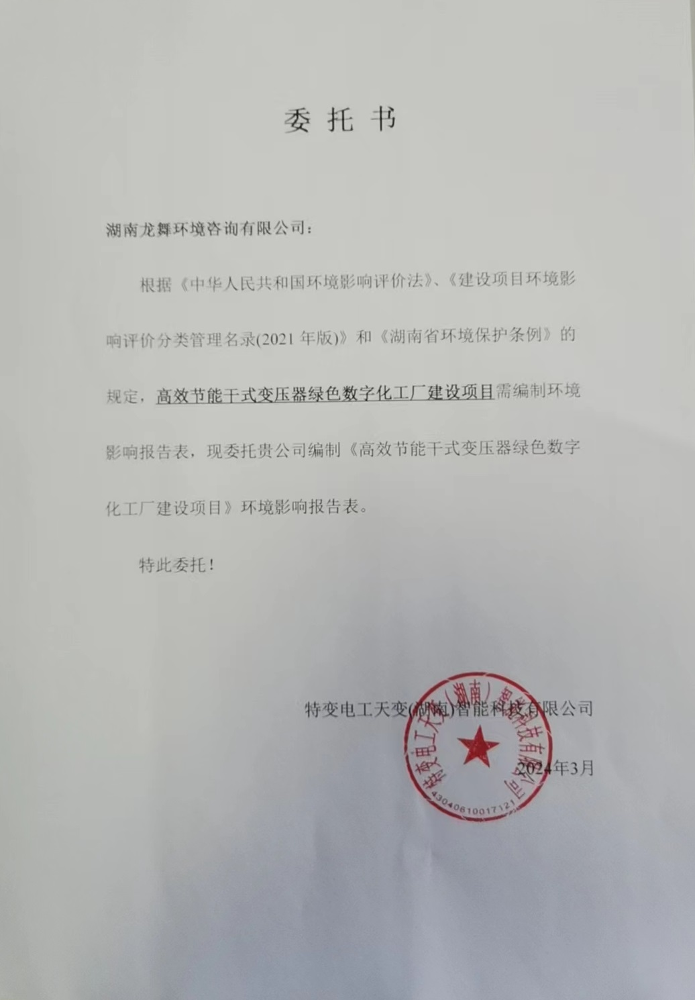 委托书
湖南龙舞环境咨询有限公司：
根据《中华人民共和国环境影响评价法》、《建设项目环境影
响评价分类管理名录(2021年版)》和《湖南省环境保护条例》的
规定，高效节能干式变压器绿色数字化工厂建设项目需编制环境
影响报告表，现委托贵公司编制《高效节能干式变压器绿色数字
化工厂建设项目》环境影响报告表。
特此委托！
特变电工天变(湖南)智能科技有限公司
2024年3月
特变电工天变（湖南）智能科技有限公司
43040610017121